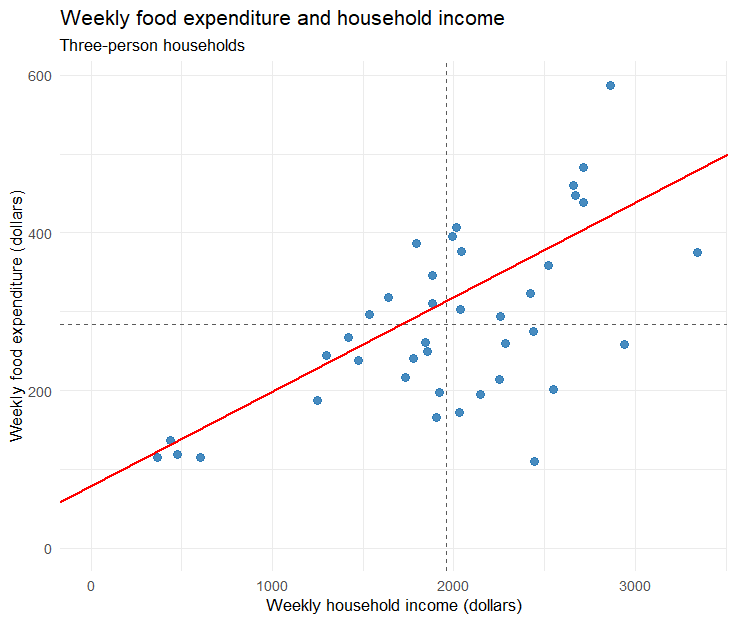 Weekly food expenditure and household income
Three-person households
600
400
200
0
Weekly food expenditure (dollars)
0 1000 2000 3000
Weekly household income (dollars)